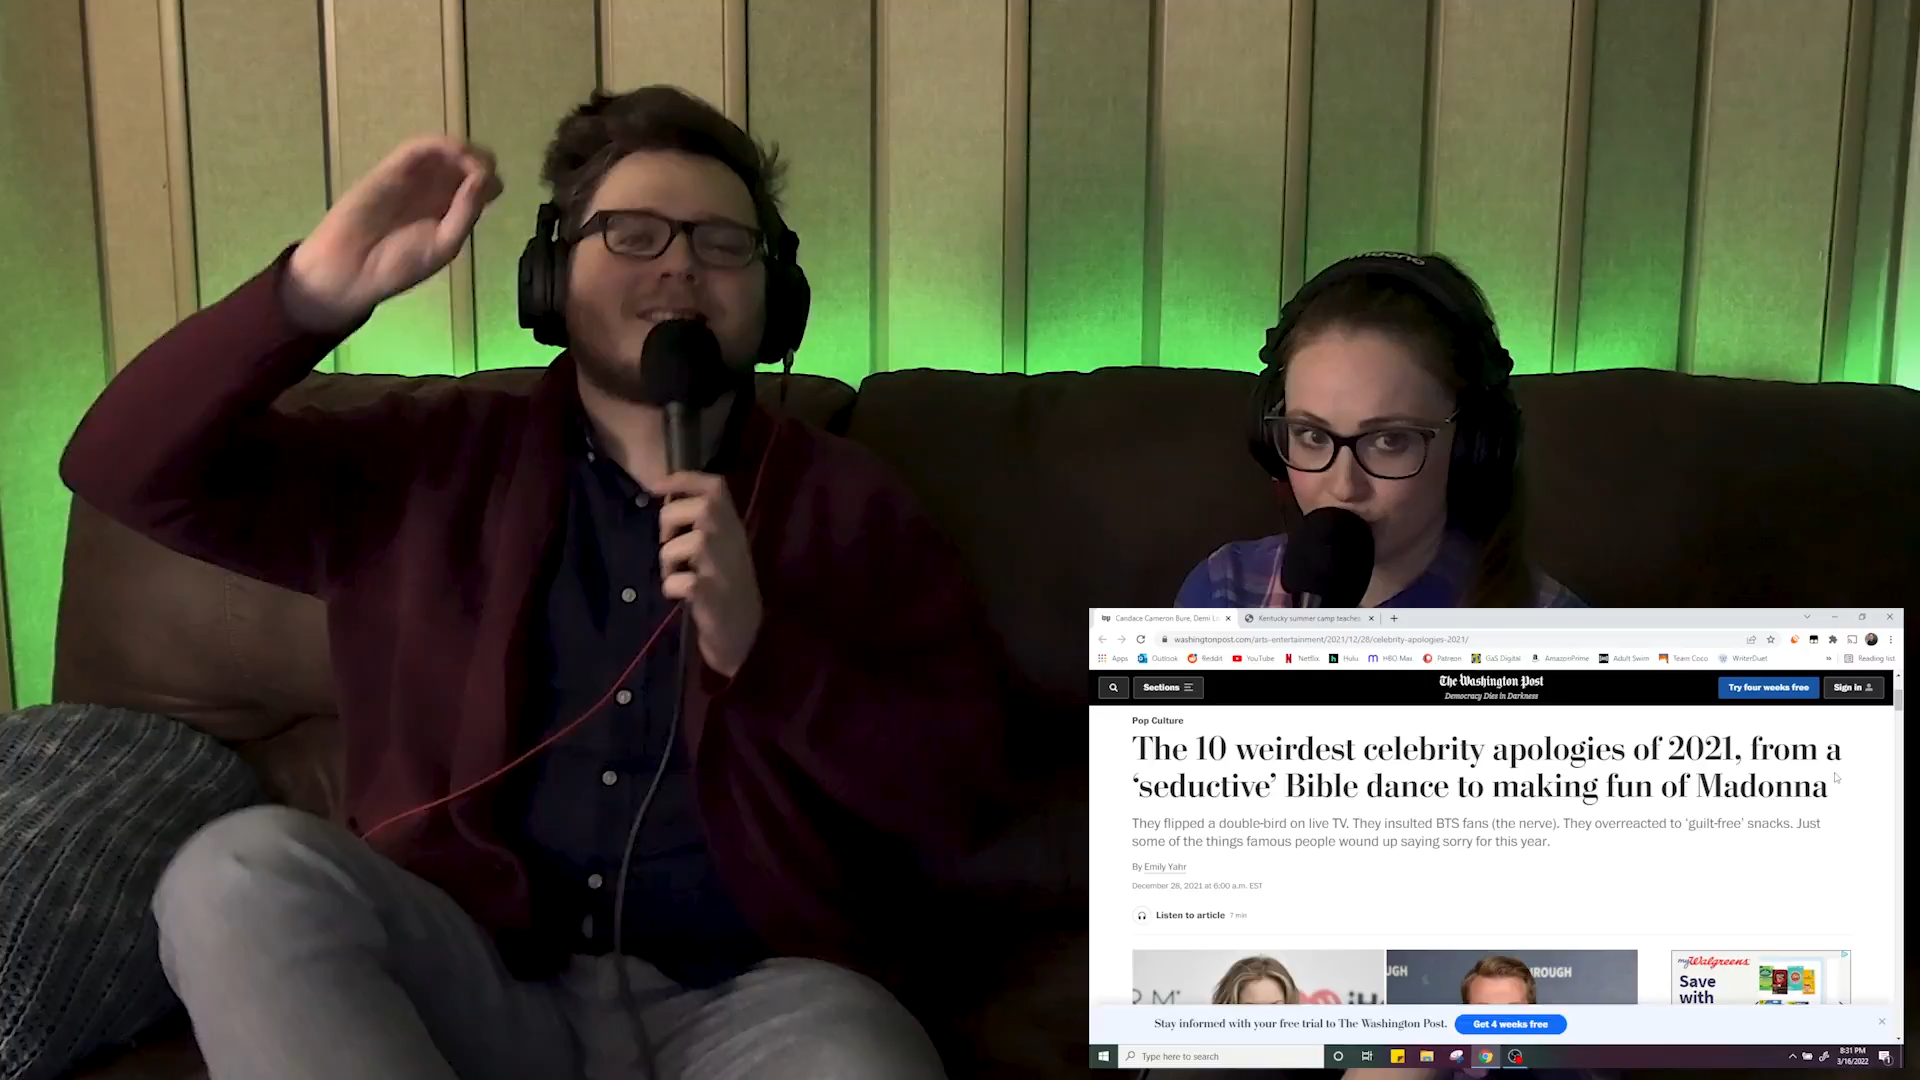 Candace Cameron Bure, Demi Lo
Kentucky summer camp teaches
washingtonpost.com/arts-entertainment/2021/12/28/celebrity-apologies-2021/
Apps Outlook Reddit YouTube Netflix Hulu HBO Max Patreon GaS Digital AmazonPrime Adult Swim Team Coco WriterDuet » Reading list
Sections
The Washington Post
Democracy Dies in Darkness
Try four weeks free
Sign in
Pop Culture
The 10 weirdest celebrity apologies of 2021, from a
‘seductive’ Bible dance to making fun of Madonna
They flipped a double-bird on live TV. They insulted BTS fans (the nerve). They overreacted to ‘guilt-free’ snacks. Just
some of the things famous people wound up saying sorry for this year.
By Emily Yahr
December 28, 2021 at 6:00 a.m. EST
Listen to article 7 min
UGH
ROUGH
myWalgreens
Save
with
Stay informed with your free trial to The Washington Post.
Get 4 weeks free
Type here to search
8:31 PM
3/16/2022